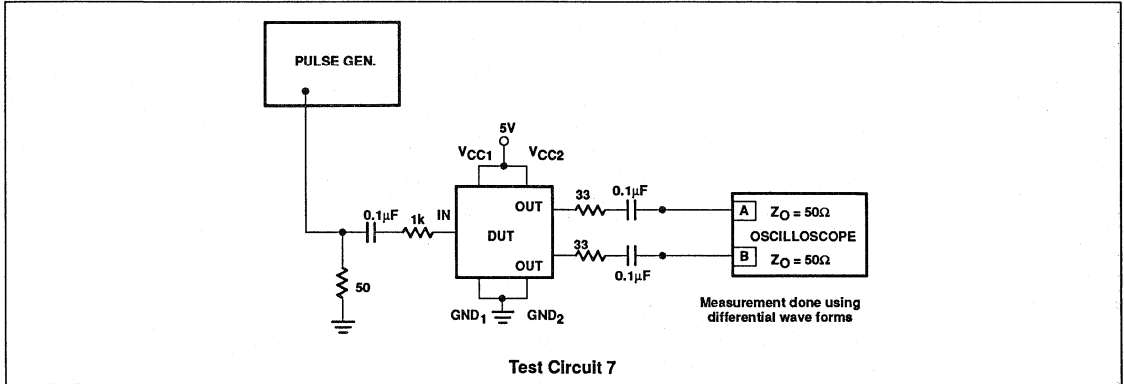 PULSE GEN.
5V
VCC1
VCC2
0.1µF
1k
IN
OUT
DUT
OUT
33
0.1µF
33
0.1µF
A
ZO = 50Ω
OSCILLOSCOPE
B
ZO = 50Ω
50
GND1
GND2
Measurement done using
differential wave forms
Test Circuit 7